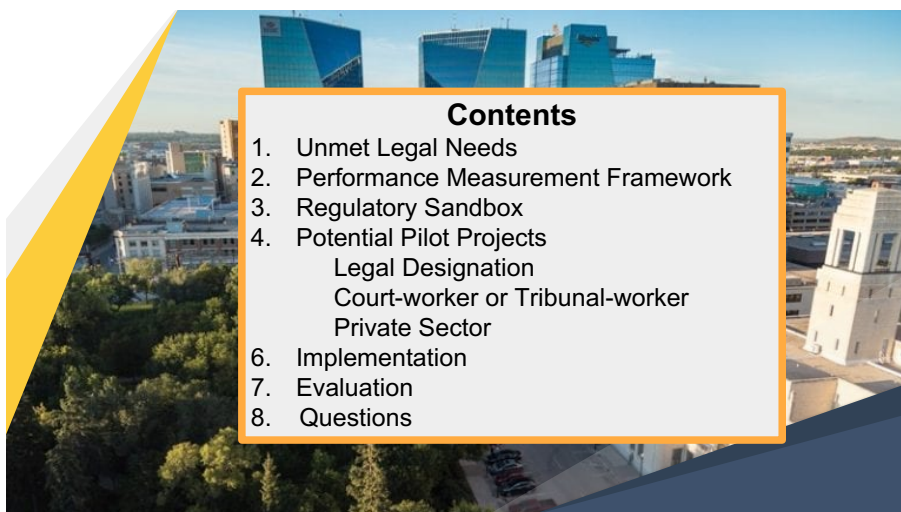 Contents
1. Unmet Legal Needs
2. Performance Measurement Framework
3. Regulatory Sandbox
4. Potential Pilot Projects
Legal Designation
Court-worker or Tribunal-worker
Private Sector
6. Implementation
7. Evaluation
8. Questions